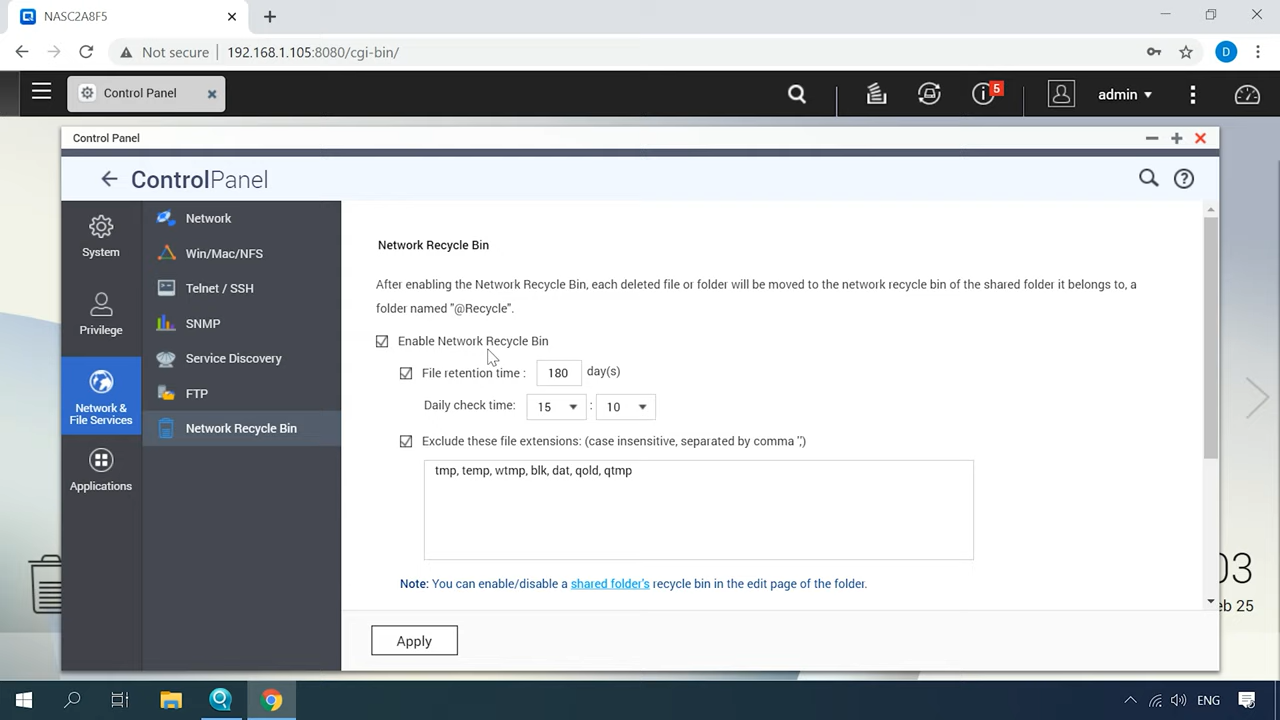 NASC2A8F5
Not secure
192.168.1.105:8080/cgi-bin/
D
Control Panel
5
admin
Control Panel
ControlPanel
System
Privilege
Network &
File Services
Applications
Network
Win/Mac/NFS
Telnet / SSH
SNMP
Service Discovery
FTP
Network Recycle Bin
Network Recycle Bin
After enabling the Network Recycle Bin, each deleted file or folder will be moved to the network recycle bin of the shared folder it belongs to, a
folder named "@Recycle".
Enable Network Recycle Bin
File retention time : 180 day(s)
Daily check time: 15 : 10
Exclude these file extensions: (case insensitive, separated by comma ',')
tmp, temp, wtmp, blk, dat, qold, qtmp
Note: You can enable/disable a shared folder's recycle bin in the edit page of the folder.
Apply
03
eb 25
ENG